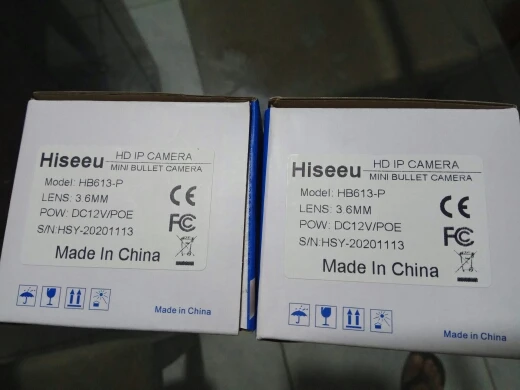 Hiseeu HD IP CAMERA
MINI BULLET CAMERA
Model: HB613-P
LENS: 3.6MM
POW: DC12V/POE
S/N:HSY-20201113
CE
FC
Made In China
Made in China
Hiseeu HD IP CAMERA
MINI BULLET CAMERA
Model: HB613-P
LENS: 3.6MM
POW: DC12V/POE
S/N:HSY-20201113
CE
FC
Made In China
Made in China